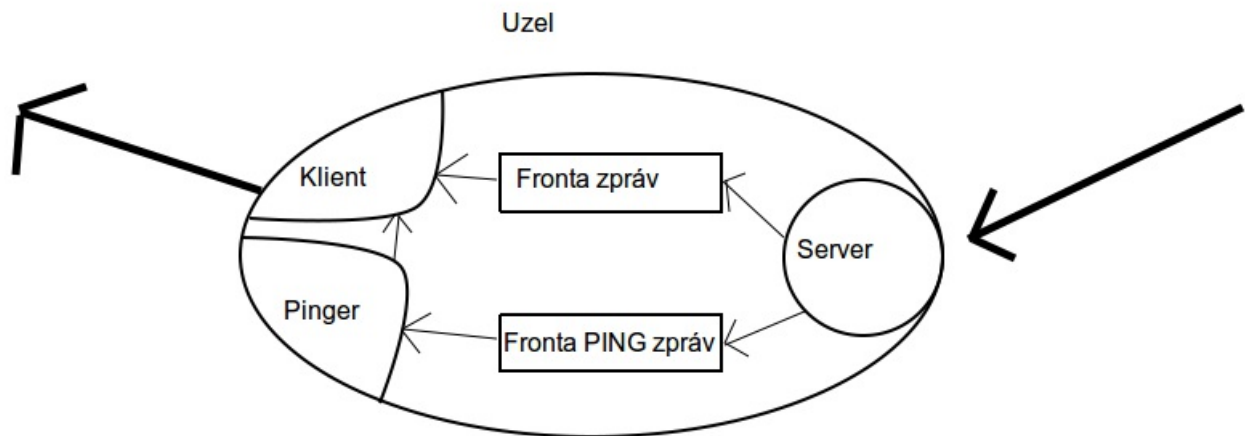 Uzel
Klient
Fronta zpráv
Server
Pinger
Fronta PING zpráv